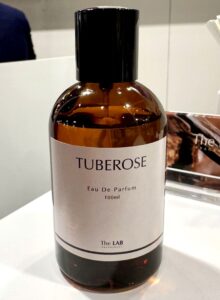 TUBEROSE
Eau De Parfum
100ml
The LAB
The